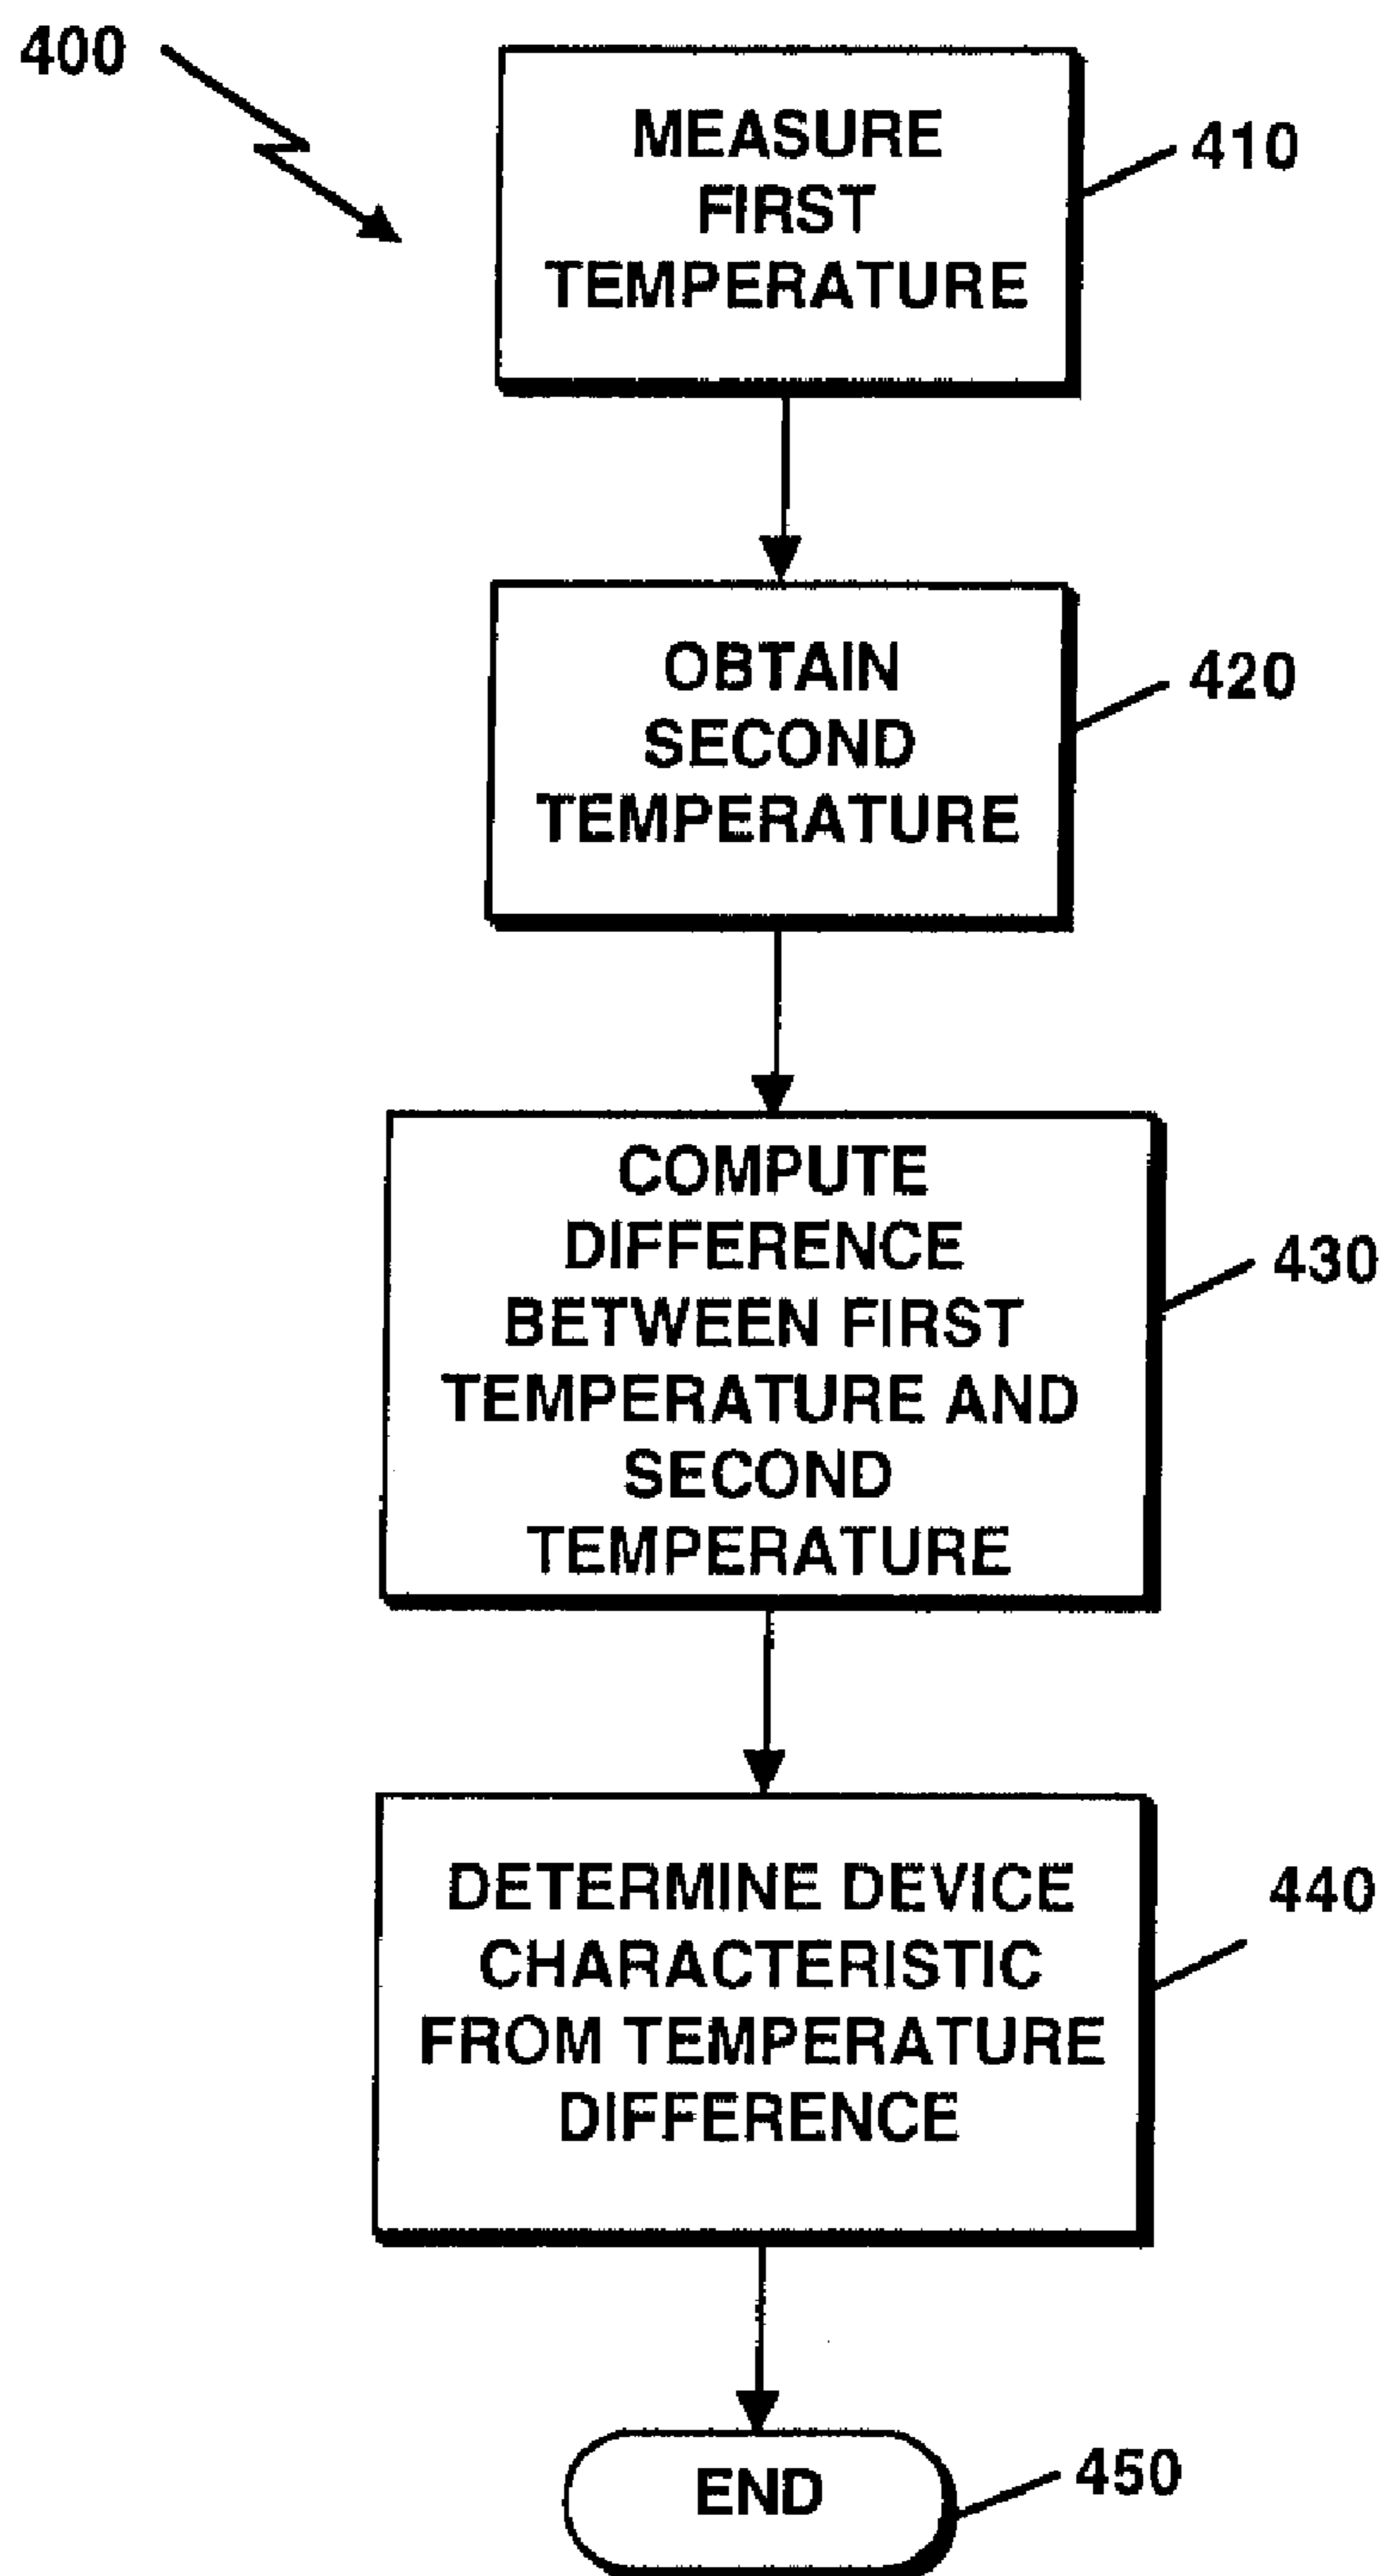 400
MEASURE
FIRST
TEMPERATURE
410
OBTAIN
SECOND
TEMPERATURE
420
COMPUTE
DIFFERENCE
BETWEEN FIRST
TEMPERATURE AND
SECOND
TEMPERATURE
430
DETERMINE DEVICE
CHARACTERISTIC
FROM TEMPERATURE
DIFFERENCE
440
END
450